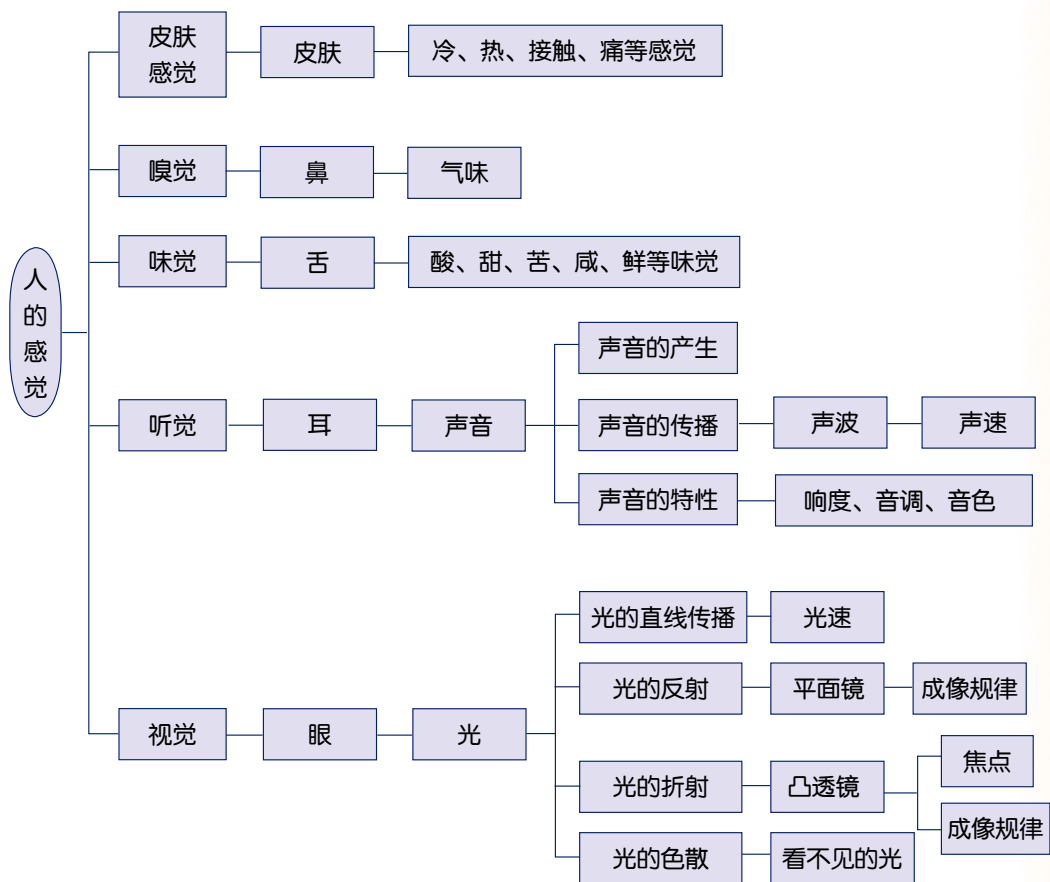 人的感觉
皮肤
感觉
皮肤
冷、热、接触、痛等感觉
嗅觉
鼻
气味
味觉
舌
酸、甜、苦、咸、鲜等味觉
听觉
耳
声音
声音的产生
声音的传播
声波
声速
声音的特性
响度、音调、音色
视觉
眼
光
光的直线传播
光速
光的反射
平面镜
成像规律
光的折射
凸透镜
焦点
成像规律
光的色散
看不见的光